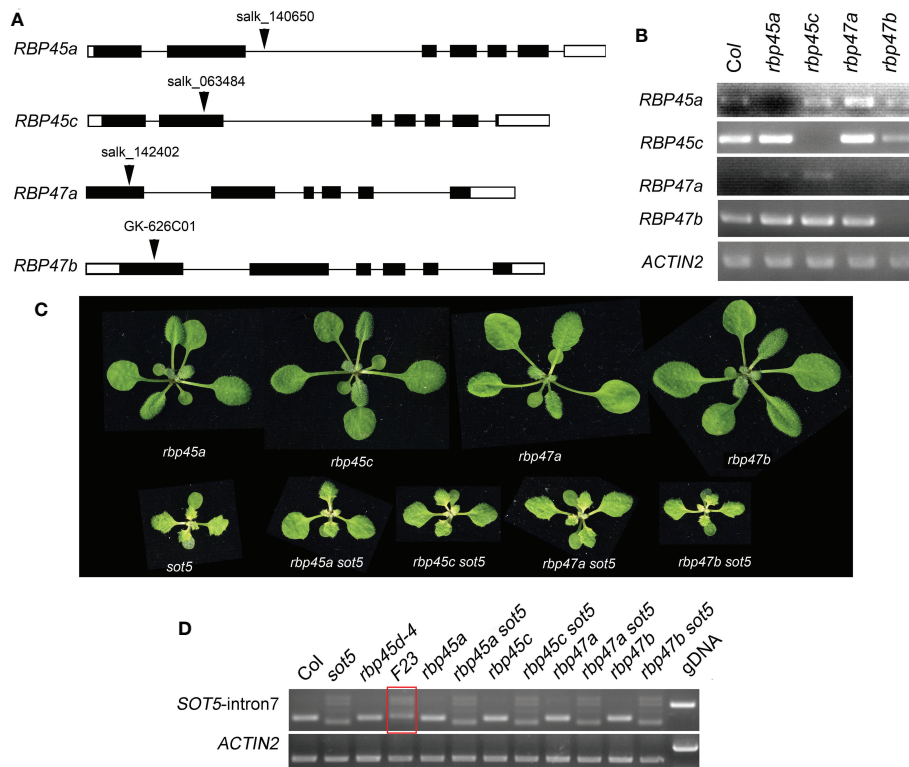 A
salk_140650
RBP45a
salk_063484
RBP45c
salk_142402
RBP47a
GK-626C01
RBP47b
B
Col rbp45a rbp45c rbp47a rbp47b
RBP45a
RBP45c
RBP47a
RBP47b
ACTIN2
C
rbp45a rbp45c rbp47a rbp47b
sot5 rbp45a sot5 rbp45c sot5 rbp47a sot5 rbp47b sot5
D
Col sot5 rbp45d-4 F23 rbp45a rbp45a sot5 rbp45c rbp45c sot5 rbp47a rbp47a sot5 rbp47b rbp47b sot5 gDNA
SOT5-intron7
ACTIN2